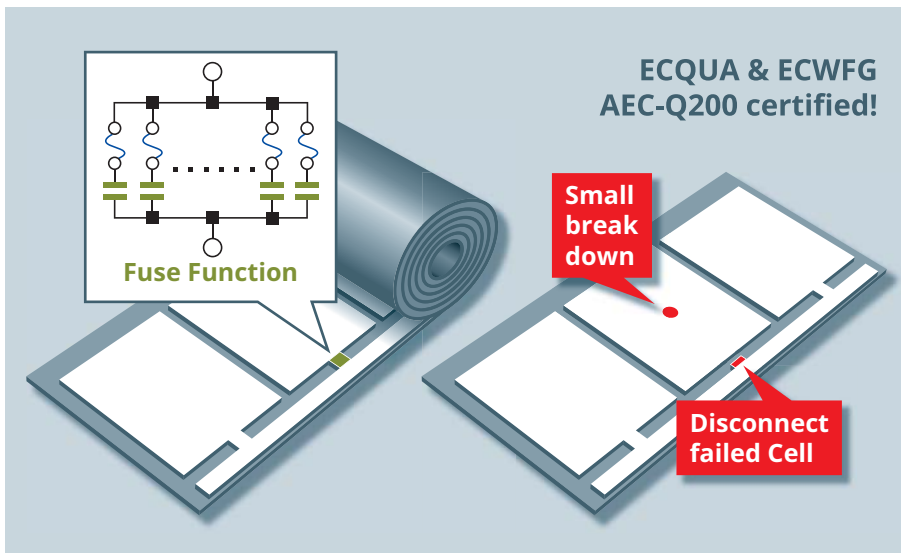 ECQUA & ECWFG
AEC-Q200 certified!
Small
break
down
Fuse Function
Disconnect
failed Cell